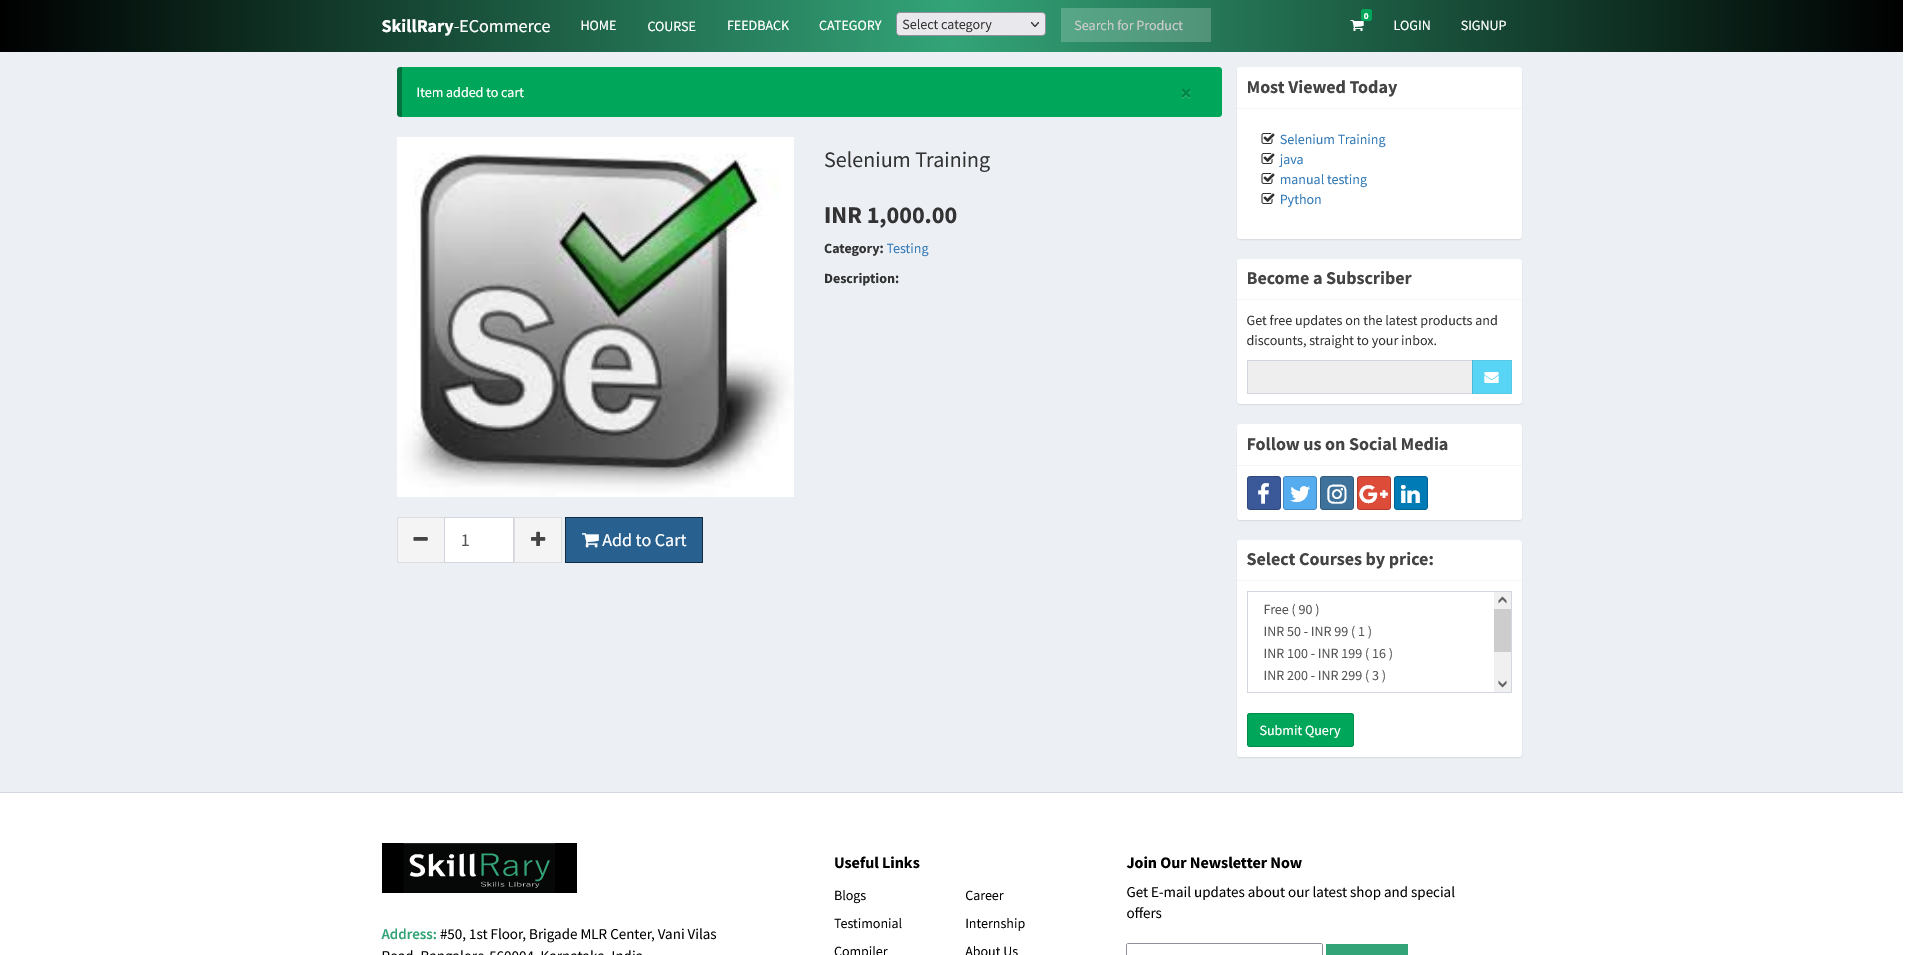 SkillRary-ECommerce HOME COURSE FEEDBACK CATEGORY Select category Search for Product 0 LOGIN SIGNUP
Item added to cart ×
Se
Selenium Training
INR 1,000.00
Category: Testing
Description:
1 Add to Cart
Most Viewed Today
Selenium Training
java
manual testing
Python
Become a Subscriber
Get free updates on the latest products and
discounts, straight to your inbox.
Follow us on Social Media
f G+ in
Select Courses by price:
Free ( 90 )
INR 50 - INR 99 ( 1 )
INR 100 - INR 199 ( 16 )
INR 200 - INR 299 ( 3 )
Submit Query
SkillRary
Skills Library
Address: #50, 1st Floor, Brigade MLR Center, Vani Vilas
Road, Bangalore-560004, Karnataka, India
Useful Links
Blogs Career
Testimonial Internship
Compiler About Us
Join Our Newsletter Now
Get E-mail updates about our latest shop and special
offers